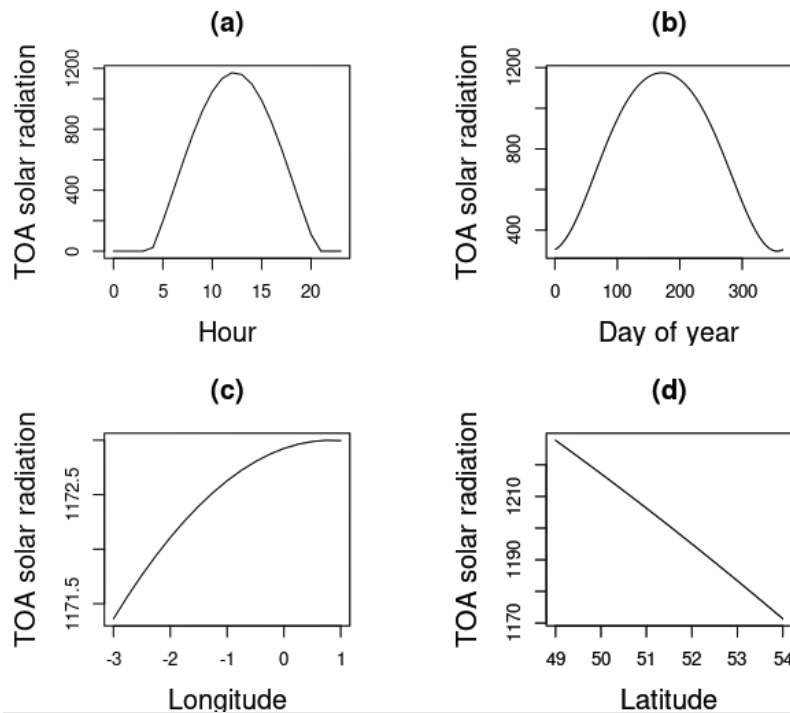 (a)
TOA solar radiation
0 400 800 1200
0 5 10 15 20
Hour
(b)
TOA solar radiation
400 800 1200
0 100 200 300
Day of year
(c)
TOA solar radiation
1171.5 1172.5
-3 -2 -1 0 1
Longitude
(d)
TOA solar radiation
1170 1190 1210
49 50 51 52 53 54
Latitude